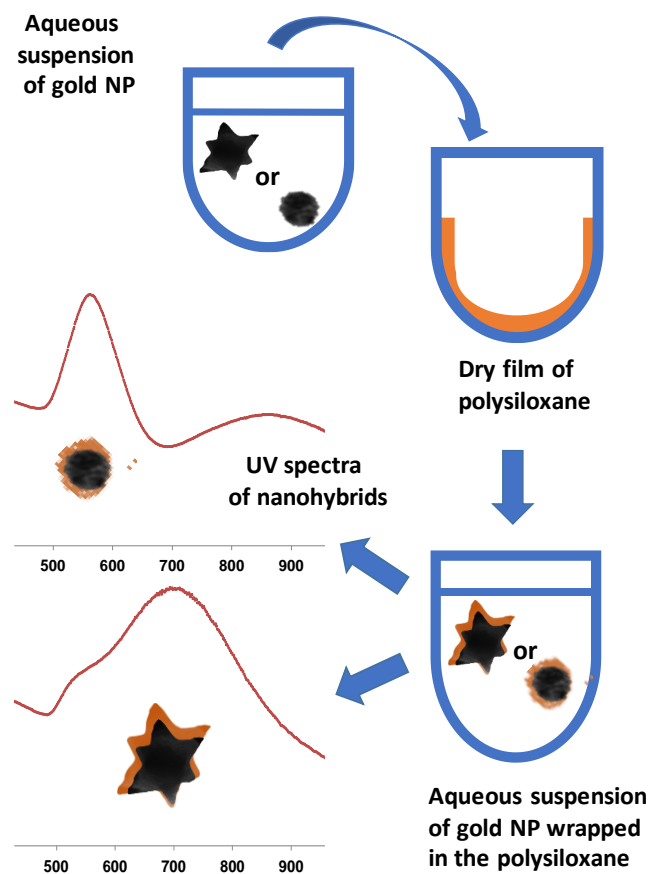 Aqueous
suspension
of gold NP
or
Dry film of
polysiloxane
UV spectra
of nanohybrids
500 600 700 800 900
or
500 600 700 800 900
Aqueous suspension
of gold NP wrapped
in the polysiloxane